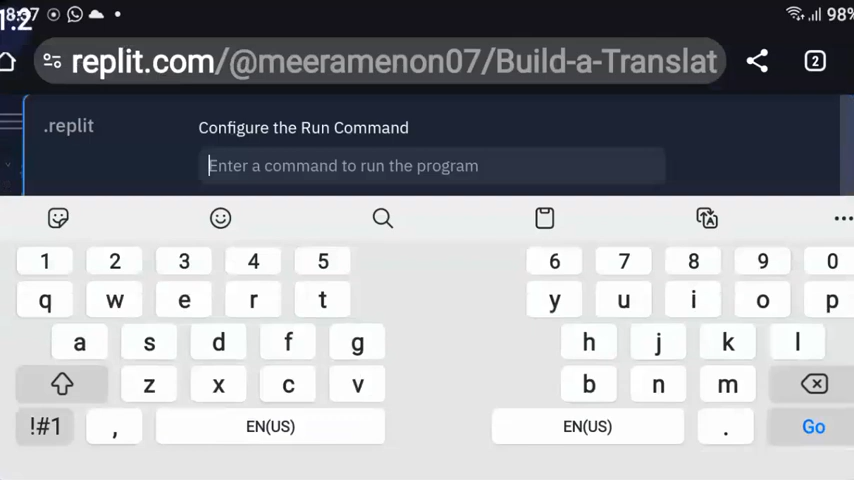 98%
2
replit.com/@meeramenon07/Build-a-Translat
.replit
Configure the Run Command
Enter a command to run the program
1 2 3 4 5 6 7 8 9 0
q w e r t y u i o p
a s d f g h j k l
z x c v b n m
!#1 , EN(US) EN(US) . Go